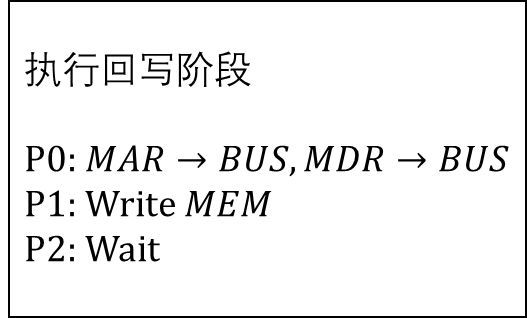 执行回写阶段
P0: MAR → BUS, MDR → BUS
P1: Write MEM
P2: Wait